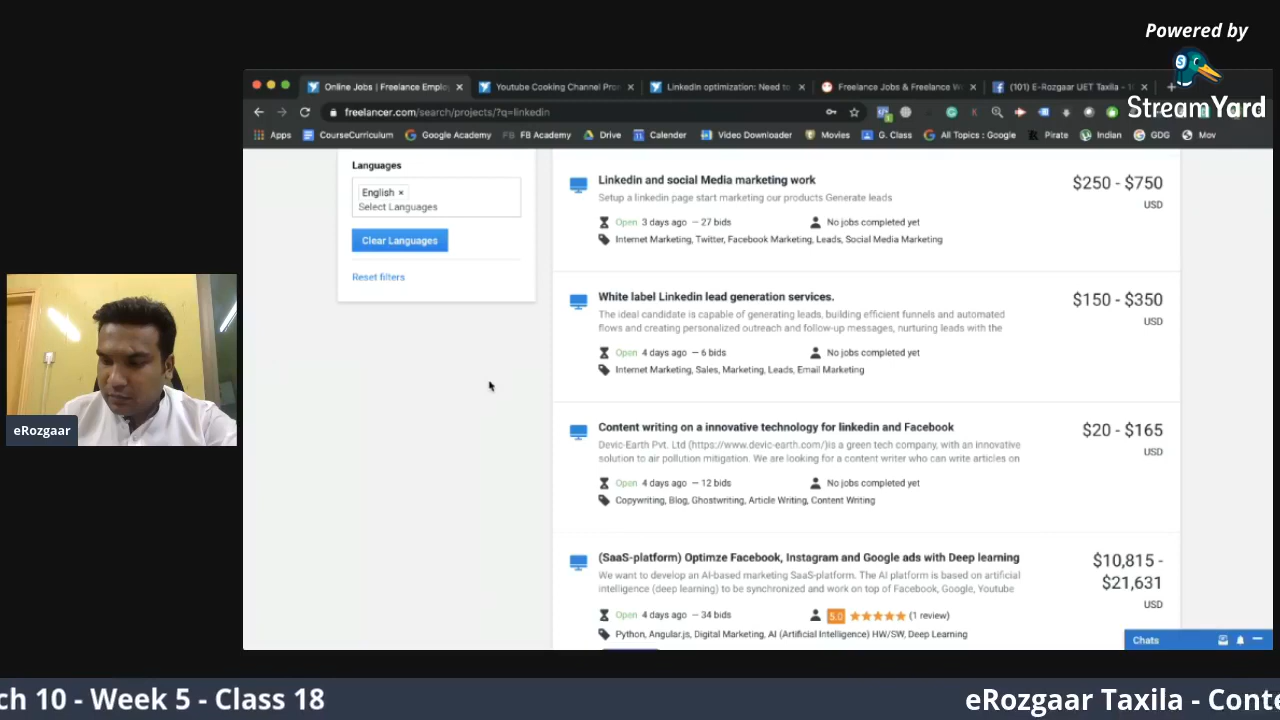 Powered by
StreamYard
Online Jobs | Freelance Emplo
Youtube Cooking Channel Pro
Linkedin optimization: Need to
Freelance Jobs & Freelance W
(101) E-Rozgaar UET Taxila - 1
freelancer.com/search/projects/?q=linkedin
Apps
CourseCurriculum
Google Academy
FB Academy
Drive
Calender
Video Downloader
Movies
G. Class
All Topics : Google
Pirate
Indian
GDG
Mov
Languages
English ×
Select Languages
Clear Languages
Reset filters
Linkedin and social Media marketing work
$250 - $750
USD
Setup a linkedin page start marketing our products Generate leads
Open 3 days ago — 27 bids
No jobs completed yet
Internet Marketing, Twitter, Facebook Marketing, Leads, Social Media Marketing
White label Linkedin lead generation services.
$150 - $350
USD
The ideal candidate is capable of generating leads, building efficient funnels and automated
flows and creating personalized outreach and follow-up messages, nurturing leads with the
Open 4 days ago — 6 bids
No jobs completed yet
Internet Marketing, Sales, Marketing, Leads, Email Marketing
Content writing on a innovative technology for linkedin and Facebook
$20 - $165
USD
Devic-Earth Pvt. Ltd (https://www.devic-earth.com/)is a green tech company, with an innovative
solution to air pollution mitigation. We are looking for a content writer who can write articles on
Open 4 days ago — 12 bids
No jobs completed yet
Copywriting, Blog, Ghostwriting, Article Writing, Content Writing
(SaaS-platform) Optimze Facebook, Instagram and Google ads with Deep learning
$10,815 -
$21,631
USD
We want to develop an AI-based marketing SaaS-platform. The AI platform is based on artificial
intelligence (deep learning) to be synchronized and work on top of Facebook, Google, Youtube
Open 4 days ago — 34 bids
5.0 (1 review)
Python, Angular.js, Digital Marketing, AI (Artificial Intelligence) HW/SW, Deep Learning
Chats
eRozgaar
ch 10 - Week 5 - Class 18
eRozgaar Taxila - Conte